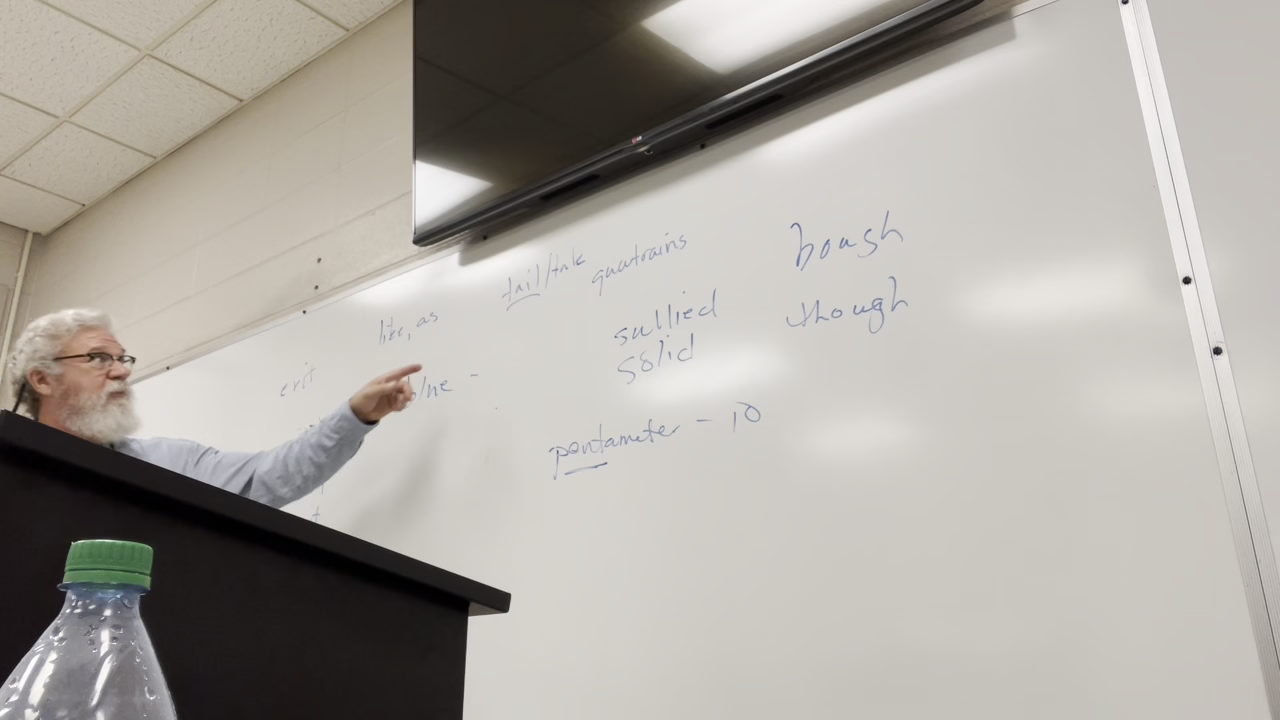 tail/tale quatrains
bough
like, as
sullied
though
solid
exit
pentameter - 10